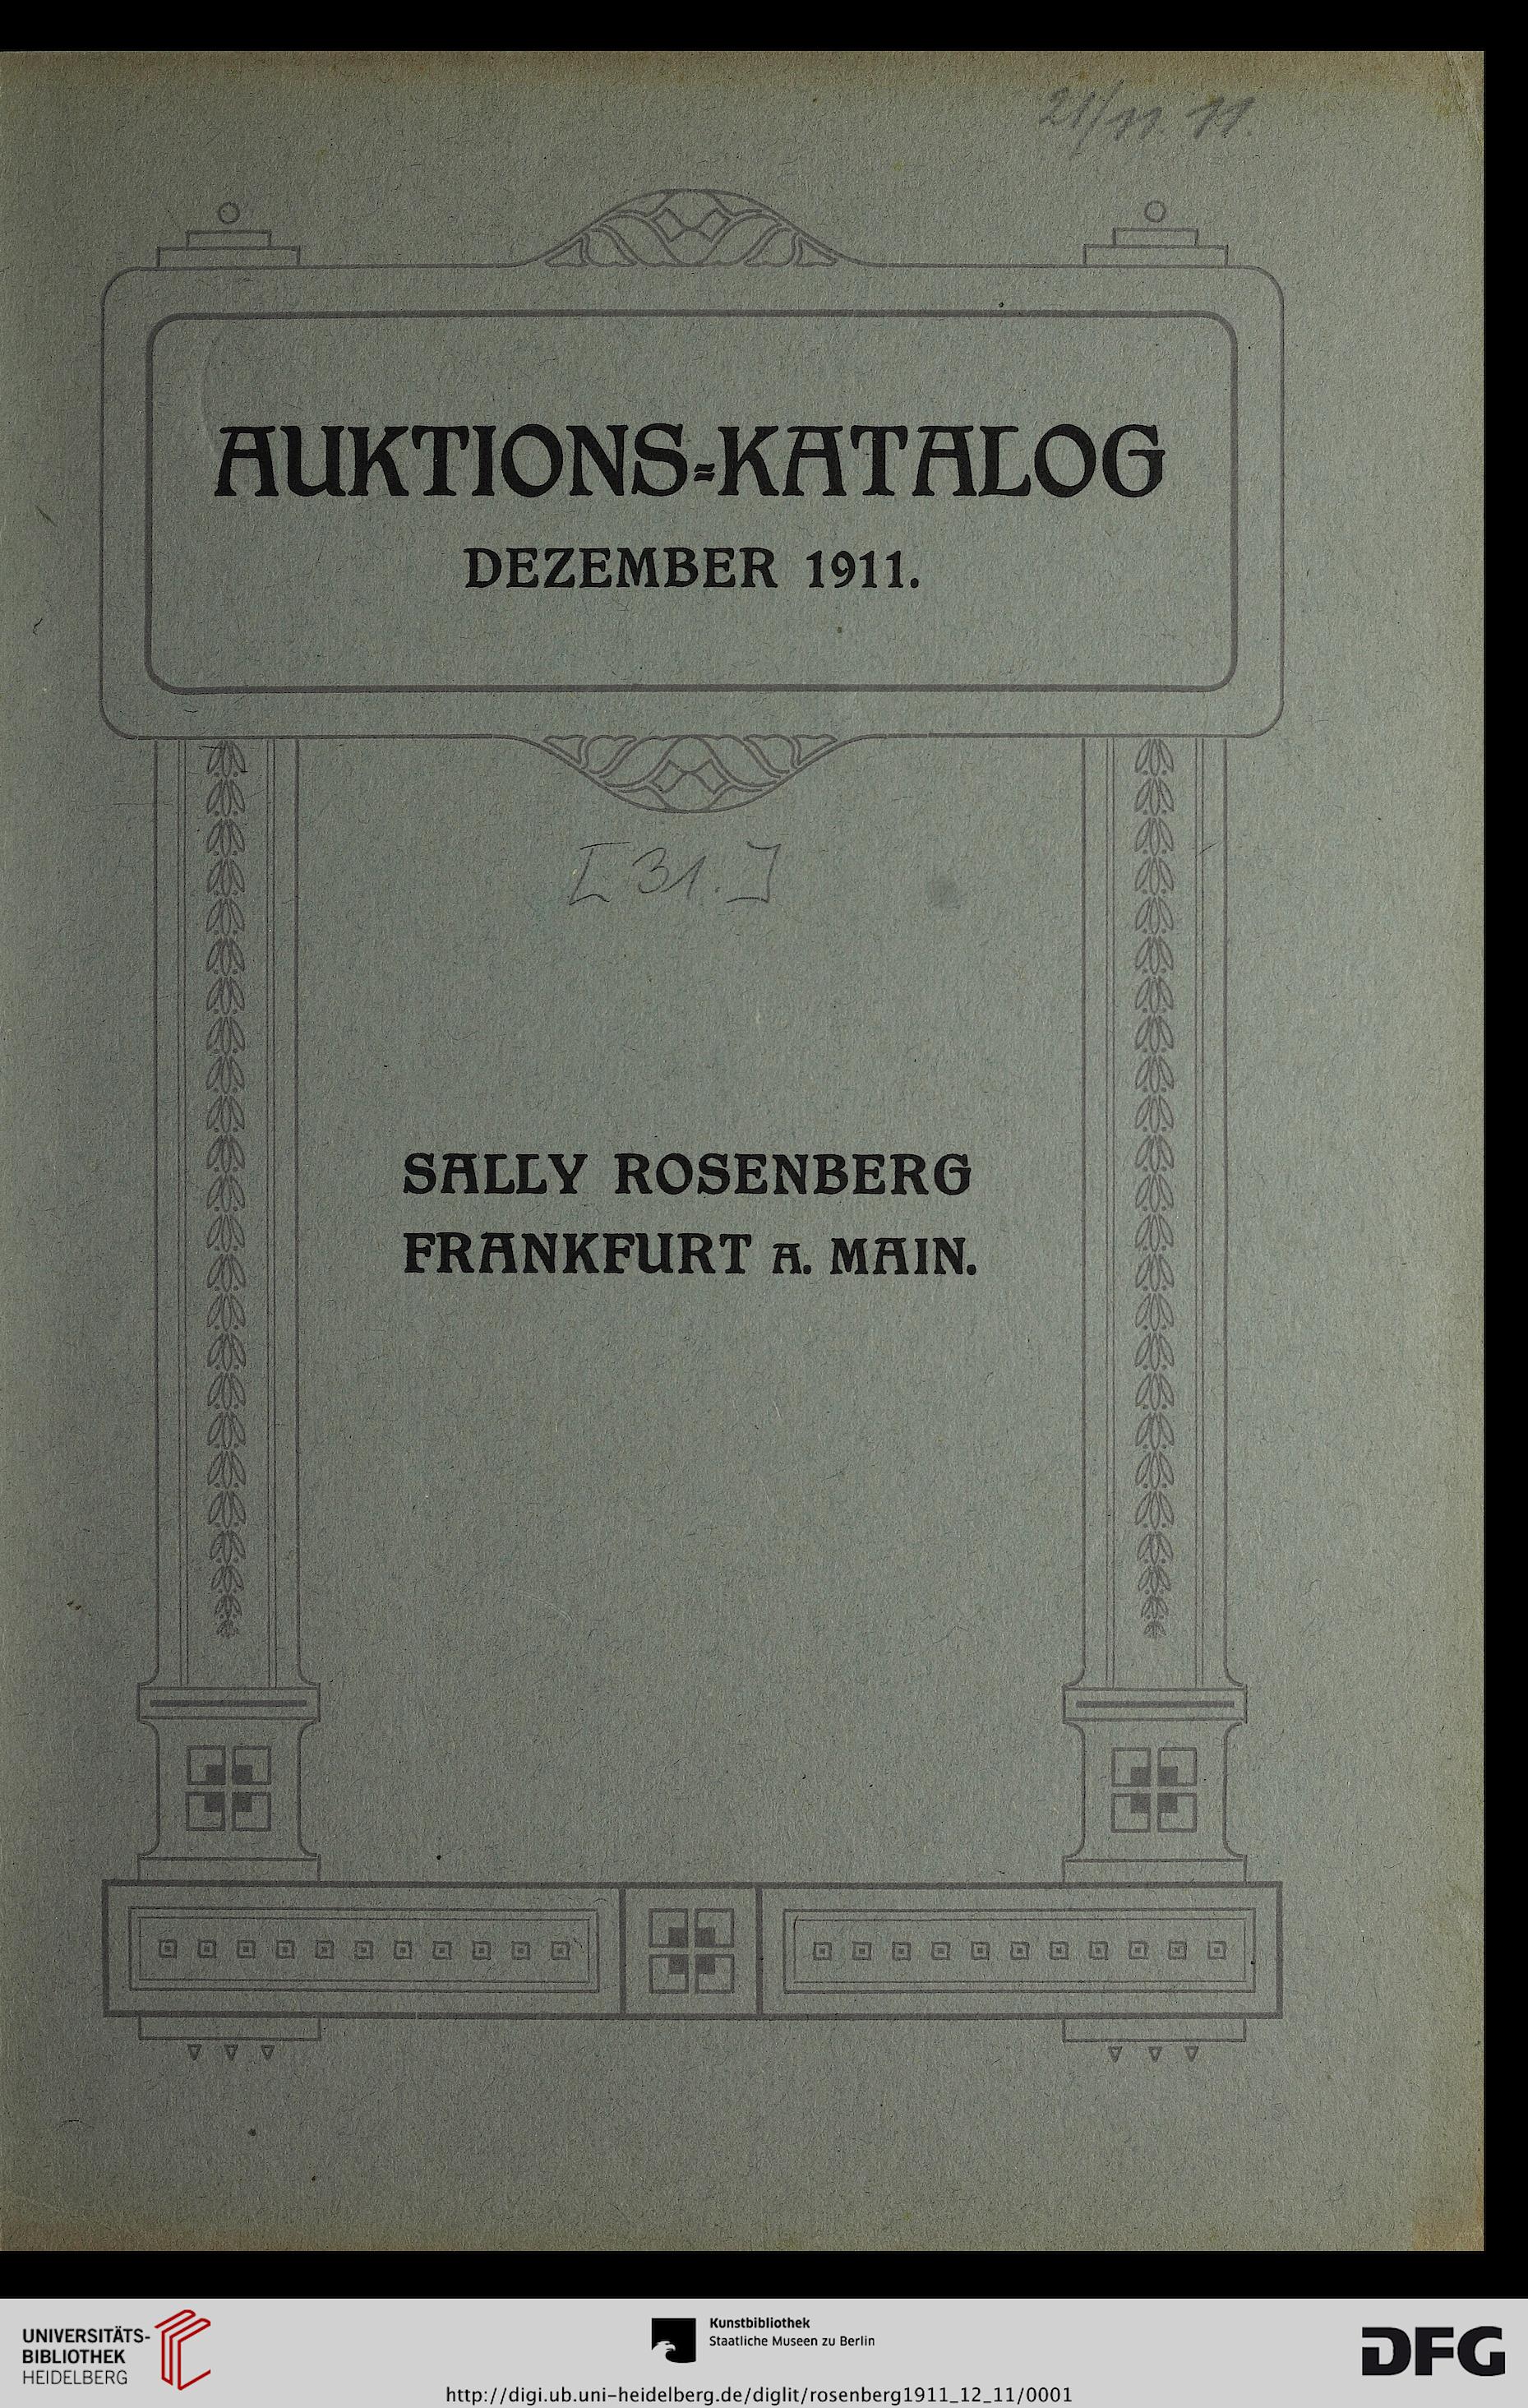 21/11. 11.
AUKTIONS=KATALOG
DEZEMBER 1911.
[31.]
SALLY ROSENBERG
FRANKFURT A. MAIN.
UNIVERSITÄTS-
BIBLIOTHEK
HEIDELBERG
Kunstbibliothek
Staatliche Museen zu Berlin
DFG
http://digi.ub.uni-heidelberg.de/diglit/rosenberg1911_12_11/0001